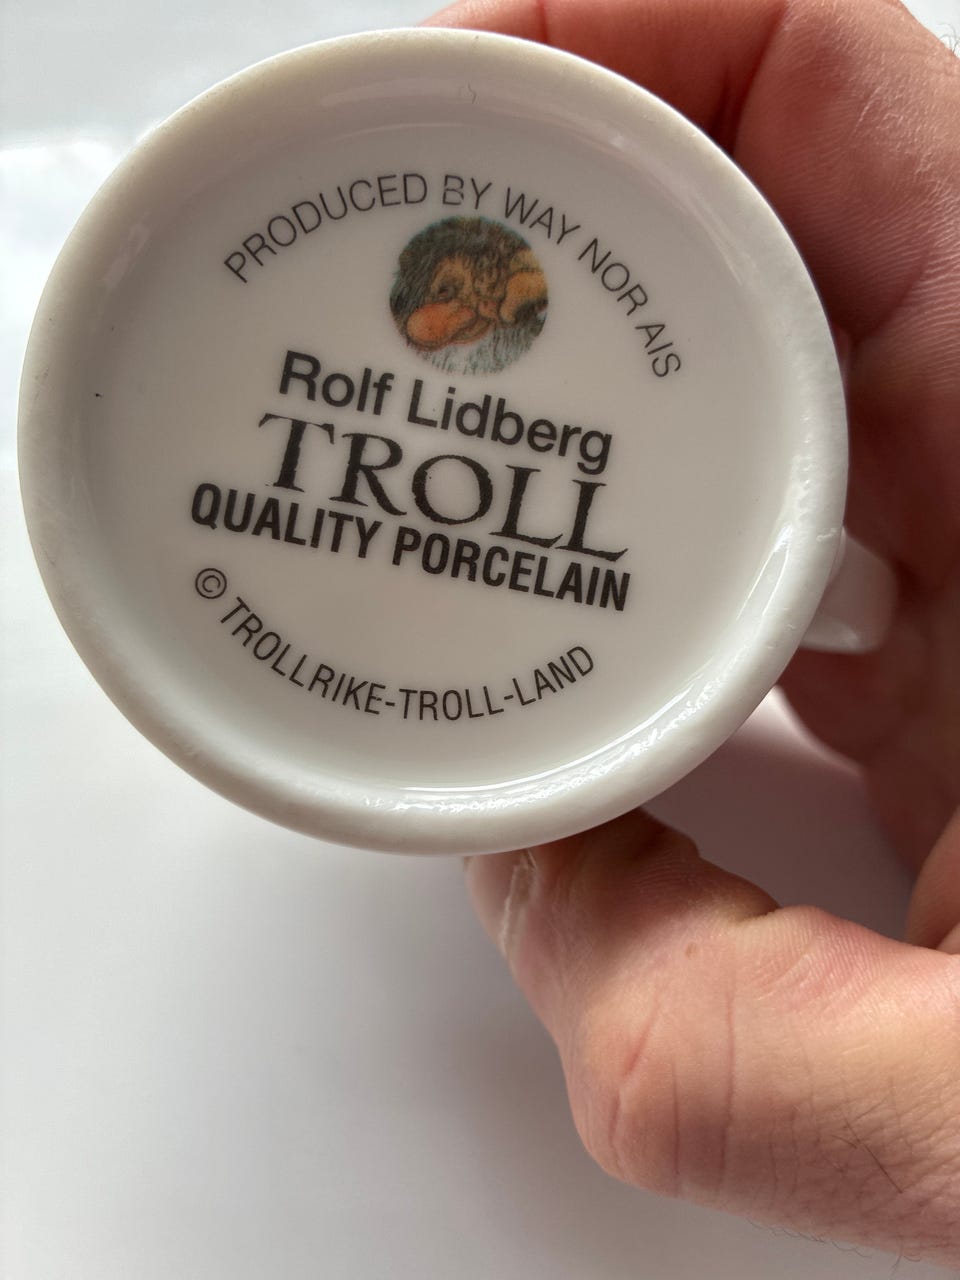 PRODUCED BY WAY NOR AIS
Rolf Lidberg
TROLL
QUALITY PORCELAIN
© TROLLRIKE-TROLL-LAND